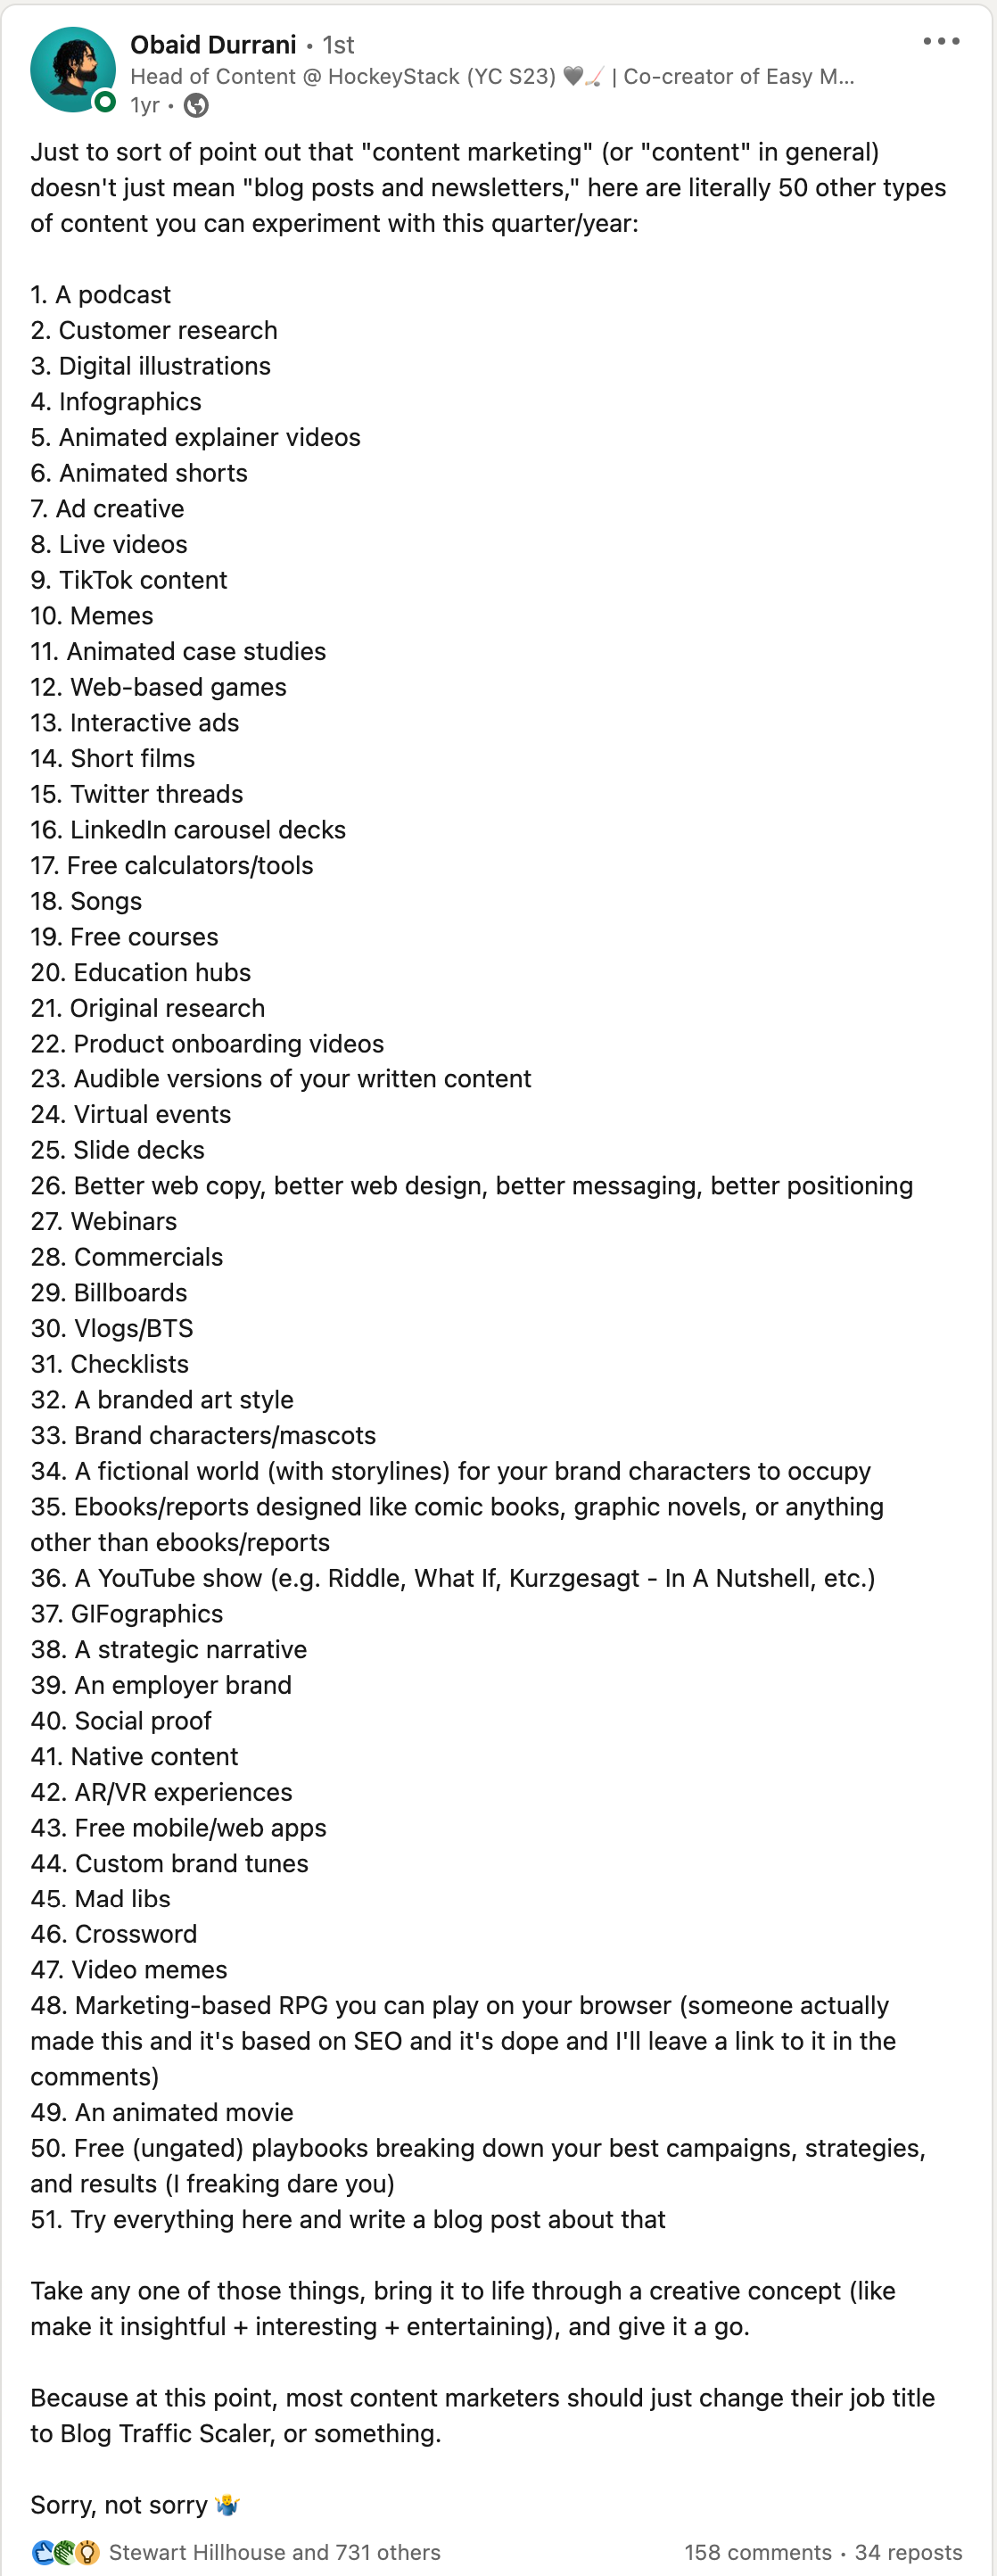 Obaid Durrani • 1st
Head of Content @ HockeyStack (YC S23) 🖤🏒 | Co-creator of Easy M...
1yr •
Just to sort of point out that "content marketing" (or "content" in general)
doesn't just mean "blog posts and newsletters," here are literally 50 other types
of content you can experiment with this quarter/year:
1. A podcast
2. Customer research
3. Digital illustrations
4. Infographics
5. Animated explainer videos
6. Animated shorts
7. Ad creative
8. Live videos
9. TikTok content
10. Memes
11. Animated case studies
12. Web-based games
13. Interactive ads
14. Short films
15. Twitter threads
16. LinkedIn carousel decks
17. Free calculators/tools
18. Songs
19. Free courses
20. Education hubs
21. Original research
22. Product onboarding videos
23. Audible versions of your written content
24. Virtual events
25. Slide decks
26. Better web copy, better web design, better messaging, better positioning
27. Webinars
28. Commercials
29. Billboards
30. Vlogs/BTS
31. Checklists
32. A branded art style
33. Brand characters/mascots
34. A fictional world (with storylines) for your brand characters to occupy
35. Ebooks/reports designed like comic books, graphic novels, or anything
other than ebooks/reports
36. A YouTube show (e.g. Riddle, What If, Kurzgesagt - In A Nutshell, etc.)
37. GIFographics
38. A strategic narrative
39. An employer brand
40. Social proof
41. Native content
42. AR/VR experiences
43. Free mobile/web apps
44. Custom brand tunes
45. Mad libs
46. Crossword
47. Video memes
48. Marketing-based RPG you can play on your browser (someone actually
made this and it's based on SEO and it's dope and I'll leave a link to it in the
comments)
49. An animated movie
50. Free (ungated) playbooks breaking down your best campaigns, strategies,
and results (I freaking dare you)
51. Try everything here and write a blog post about that
Take any one of those things, bring it to life through a creative concept (like
make it insightful + interesting + entertaining), and give it a go.
Because at this point, most content marketers should just change their job title
to Blog Traffic Scaler, or something.
Sorry, not sorry 🤷‍♂️
Stewart Hillhouse and 731 others
158 comments • 34 reposts